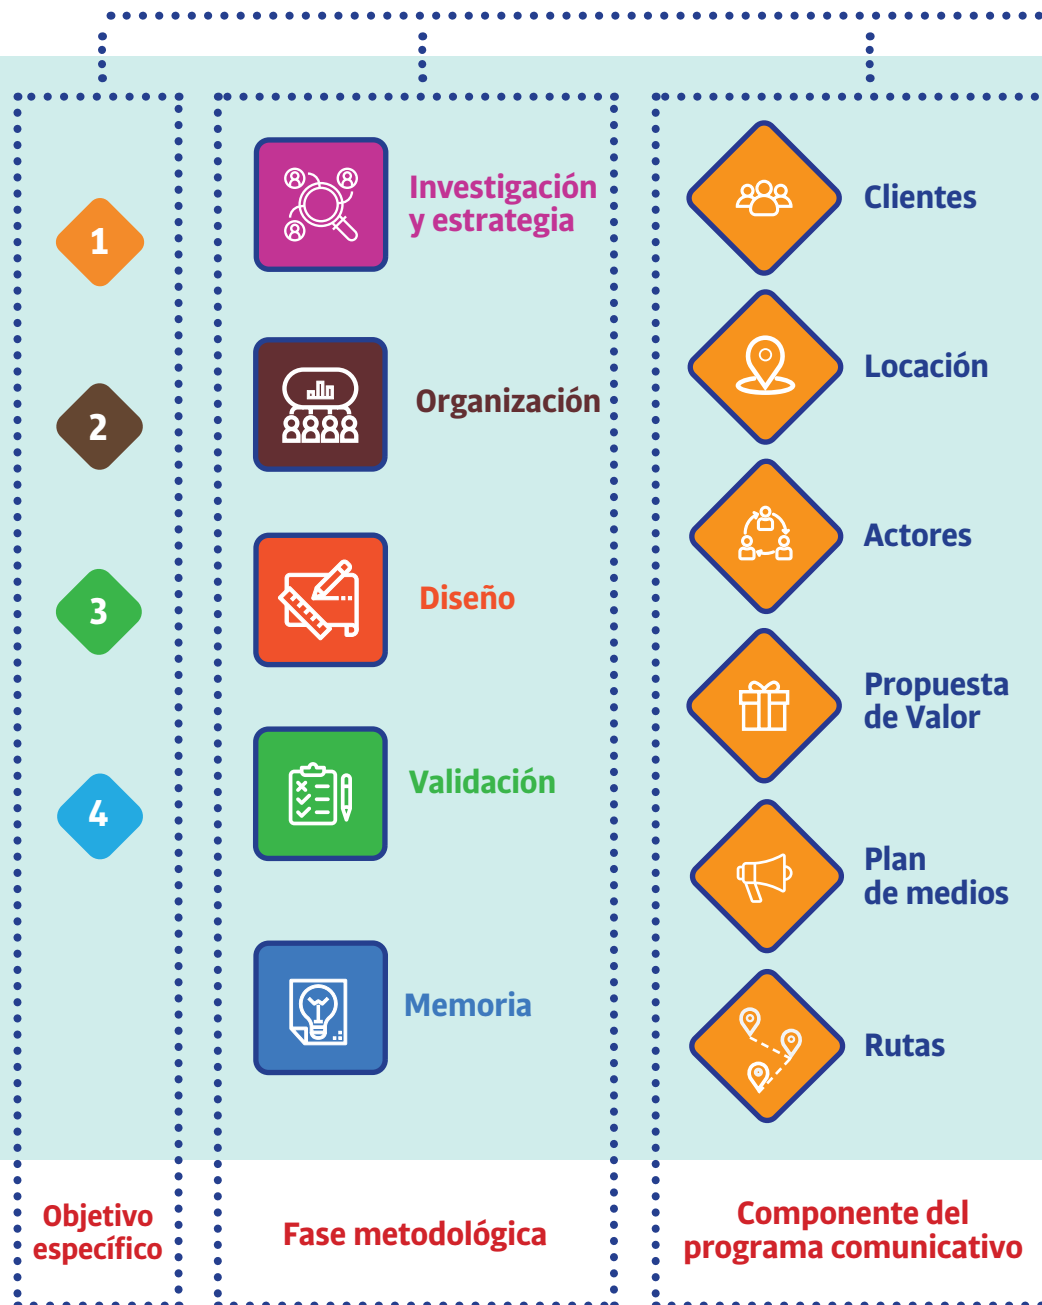 1
2
3
4
Objetivo
específico
Investigación
y estrategia
Organización
Diseño
Validación
Memoria
Fase metodológica
Clientes
Locación
Actores
Propuesta
de Valor
Plan
de medios
Rutas
Componente del
programa comunicativo